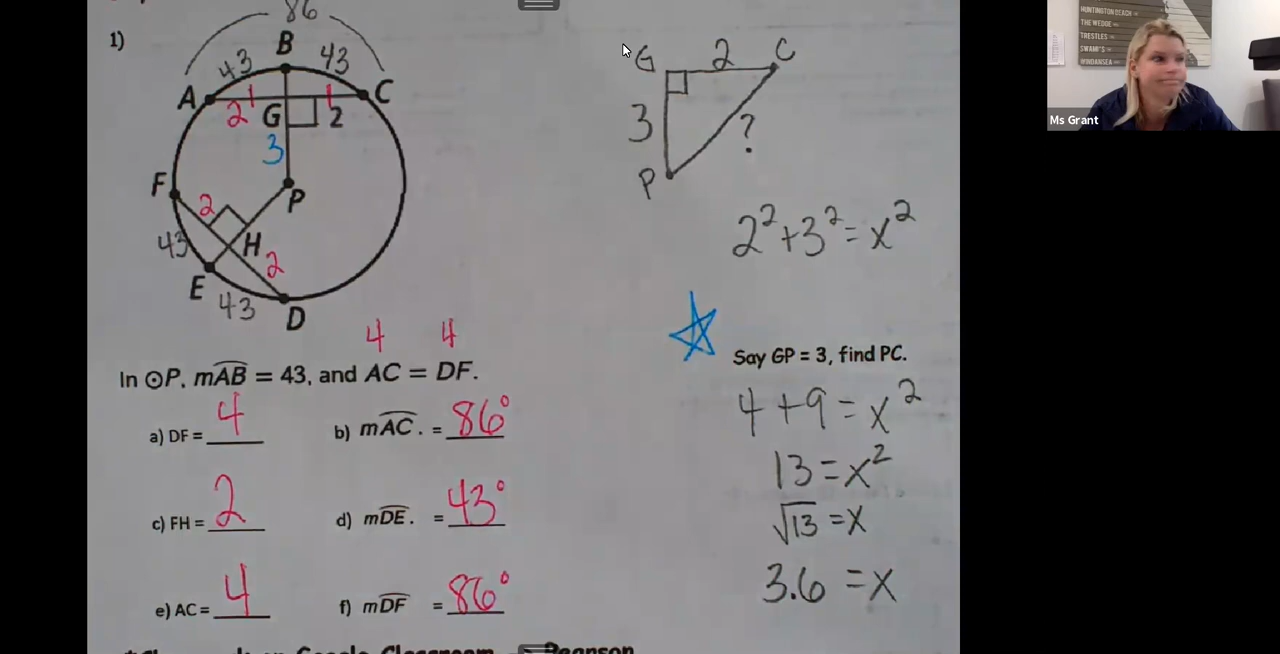 86
1)
B
43
43
A
C
2
G
2
3
F
P
2
43
H
2
E
43
D
4 4
In ⊙P, mAB = 43, and AC = DF.
a) DF = 4
b) mAC. = 86°
c) FH = 2
d) mDE. = 43°
e) AC = 4
f) mDF = 86°
G 2 C
3
?
P
2² + 3² = x²
Say GP = 3, find PC.
4 + 9 = x²
13 = x²
√13 = x
3.6 = x
HUNTINGTON BEACH
THE WEDGE
TRESTLES
SWAMI'S
WINDANSEA
Ms Grant